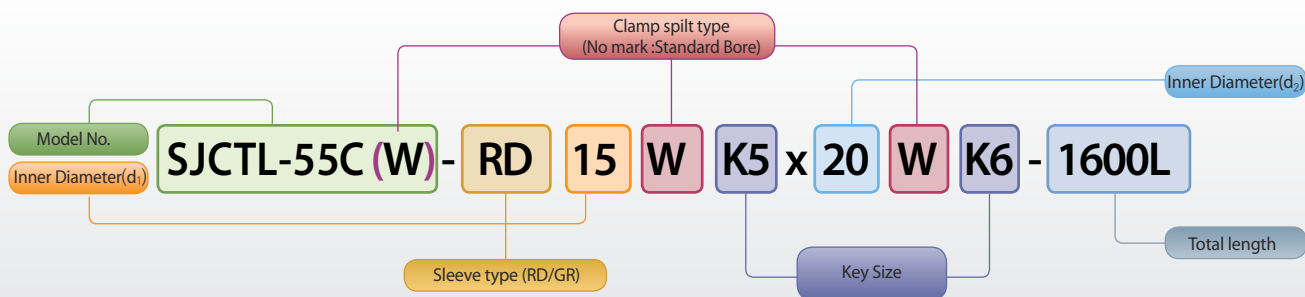 Clamp spilt type
(No mark :Standard Bore)
Inner Diameter(d₂)
Model No.
Inner Diameter(d₁)
SJCTL-55C (W) - RD 15 W K5 x 20 W K6 - 1600L
Total length
Key Size
Sleeve type (RD/GR)